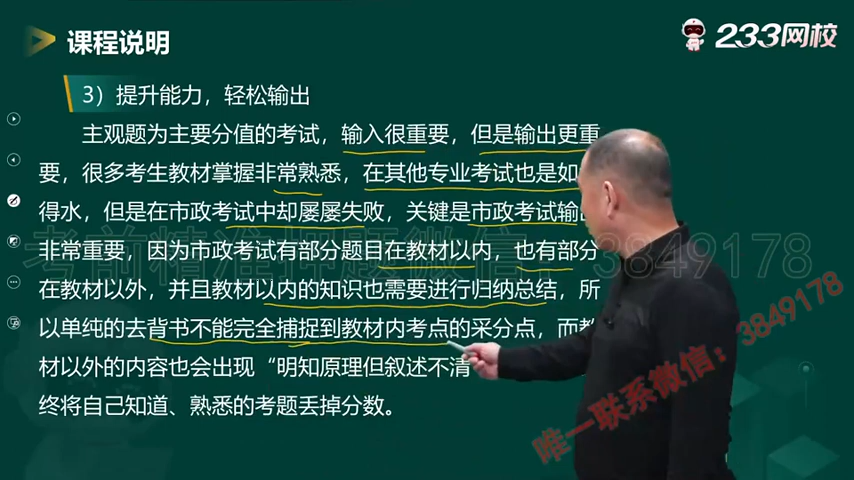 课程说明
233网校
3）提升能力，轻松输出
主观题为主要分值的考试，输入很重要，但是输出更重
要，很多考生教材掌握非常熟悉，在其他专业考试也是如
得水，但是在市政考试中却屡屡失败，关键是市政考试输
非常重要，因为市政考试有部分题目在教材以内，也有部分
在教材以外，并且教材以内的知识也需要进行归纳总结，所
以单纯的去背书不能完全捕捉到教材内考点的采分点，而
材以外的内容也会出现“明知原理但叙述不清
终将自己知道、熟悉的考题丢掉分数。
考前精准押题微信 3849178
唯一联系微信：3849178